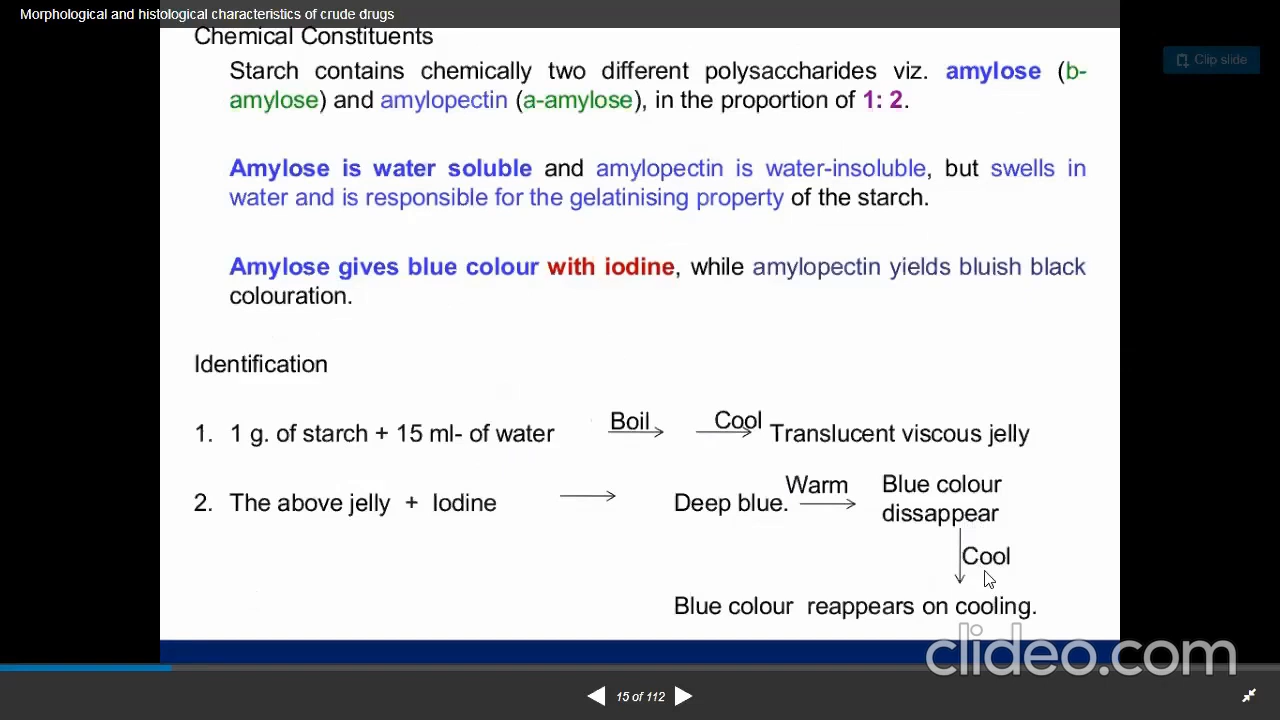 Morphological and histological characteristics of crude drugs
Clip slide
Chemical Constituents
Starch contains chemically two different polysaccharides viz. amylose (b-
amylose) and amylopectin (a-amylose), in the proportion of 1: 2.
Amylose is water soluble and amylopectin is water-insoluble, but swells in
water and is responsible for the gelatinising property of the starch.
Amylose gives blue colour with iodine, while amylopectin yields bluish black
colouration.
Identification
1. 1 g. of starch + 15 ml- of water Boil Cool Translucent viscous jelly
2. The above jelly + Iodine Deep blue. Warm Blue colour
dissappear
Cool
Blue colour reappears on cooling.
clideo.com
15 of 112